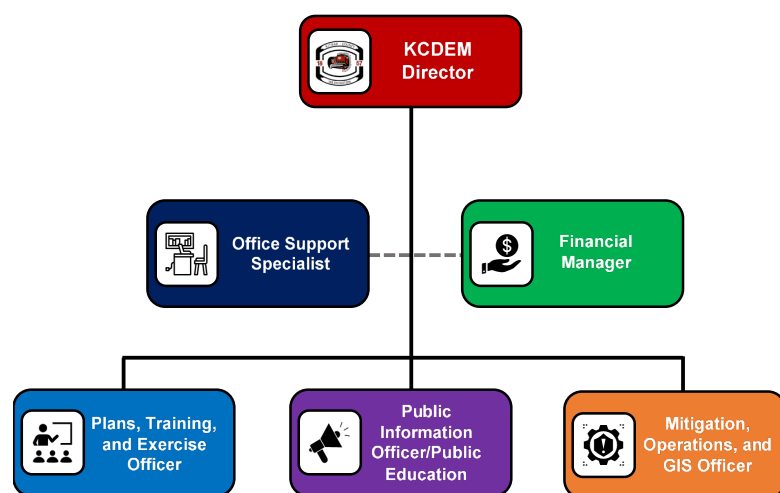 KCDEM
Director
Office Support
Specialist
$
Financial
Manager
Plans, Training,
and Exercise
Officer
Public
Information
Officer/Public
Education
Mitigation,
Operations, and
GIS Officer